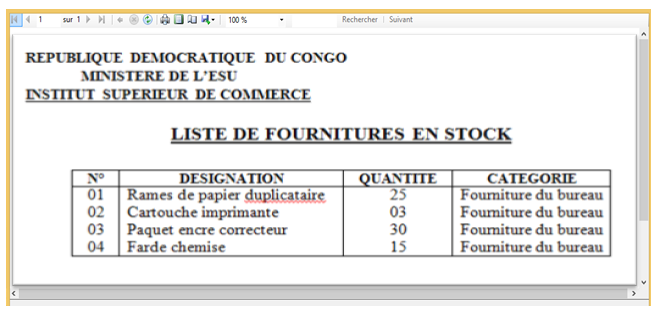 1 sur 1 100 % Rechercher | Suivant
REPUBLIQUE DEMOCRATIQUE DU CONGO
MINISTERE DE L'ESU
INSTITUT SUPERIEUR DE COMMERCE
LISTE DE FOURNITURES EN STOCK
N° DESIGNATION QUANTITE CATEGORIE
01 Rames de papier duplicataire 25 Fourniture du bureau
02 Cartouche imprimante 03 Fourniture du bureau
03 Paquet encre correcteur 30 Fourniture du bureau
04 Farde chemise 15 Fourniture du bureau